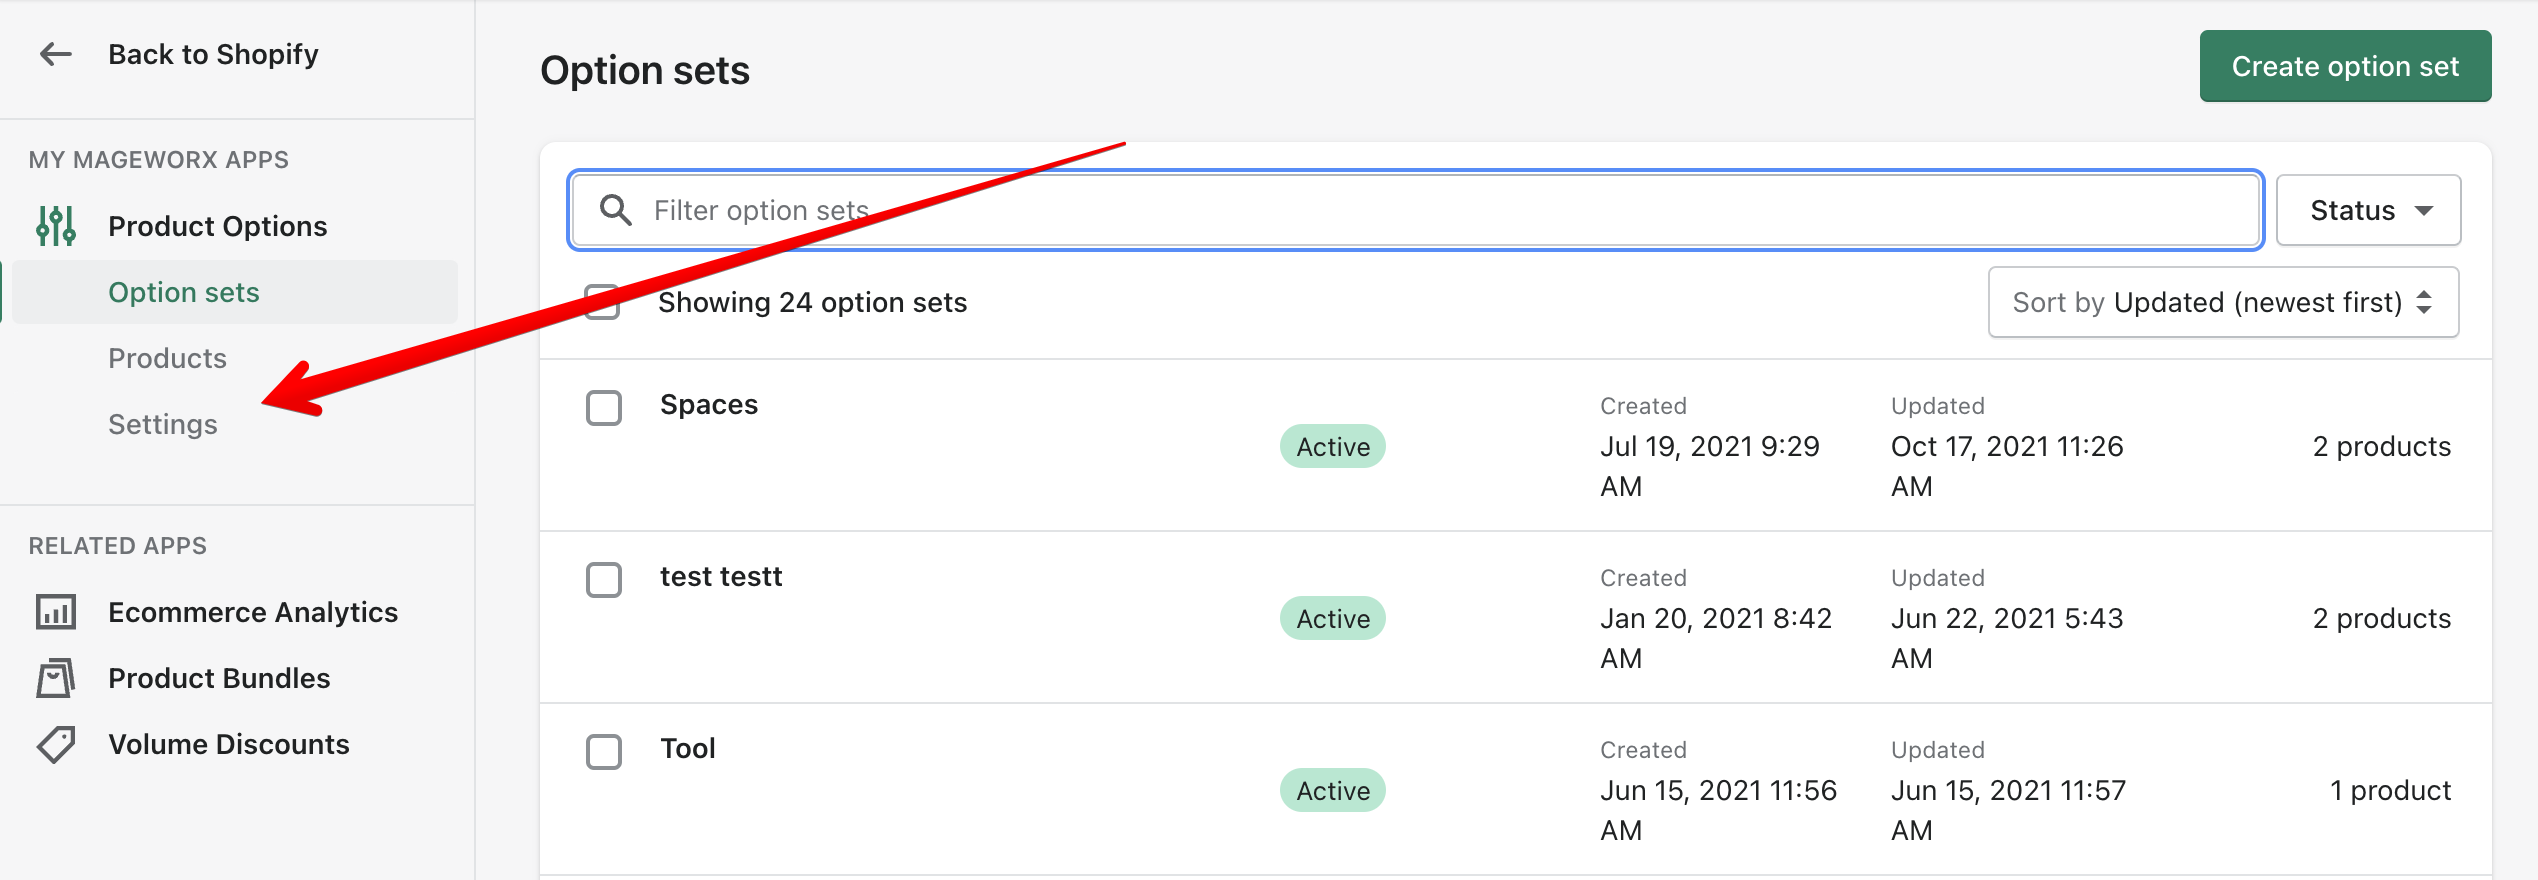 Back to Shopify
MY MAGEWORX APPS
Product Options
Option sets
Products
Settings
RELATED APPS
Ecommerce Analytics
Product Bundles
Volume Discounts
Option sets
Create option set
Filter option sets
Status
Showing 24 option sets
Sort by Updated (newest first)
Spaces
Active
Created
Jul 19, 2021 9:29
AM
Updated
Oct 17, 2021 11:26
AM
2 products
test testt
Active
Created
Jan 20, 2021 8:42
AM
Updated
Jun 22, 2021 5:43
AM
2 products
Tool
Active
Created
Jun 15, 2021 11:56
AM
Updated
Jun 15, 2021 11:57
AM
1 product